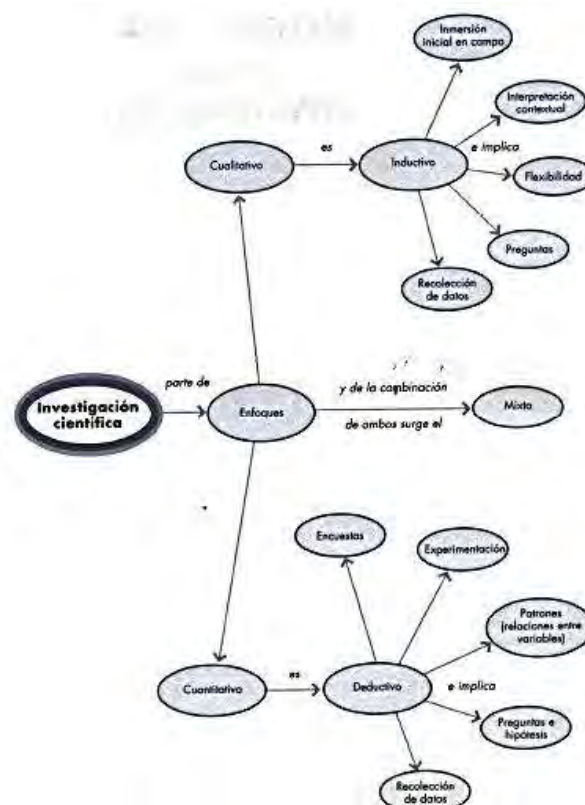 Inmersión
inicial en campo
Interpretación
contextual
es
e implica
Cualitativo
Inductivo
Flexibilidad
Preguntas
Recolección
de datos
parte de
y de la combinación
Investigación
científica
Enfoques
Mixto
de ambos surge el
Encuestas
Experimentación
Patrones
(relaciones entre
variables)
es
Cuantitativo
Deductivo
e implica
Preguntas e
hipótesis
Recolección
de datos